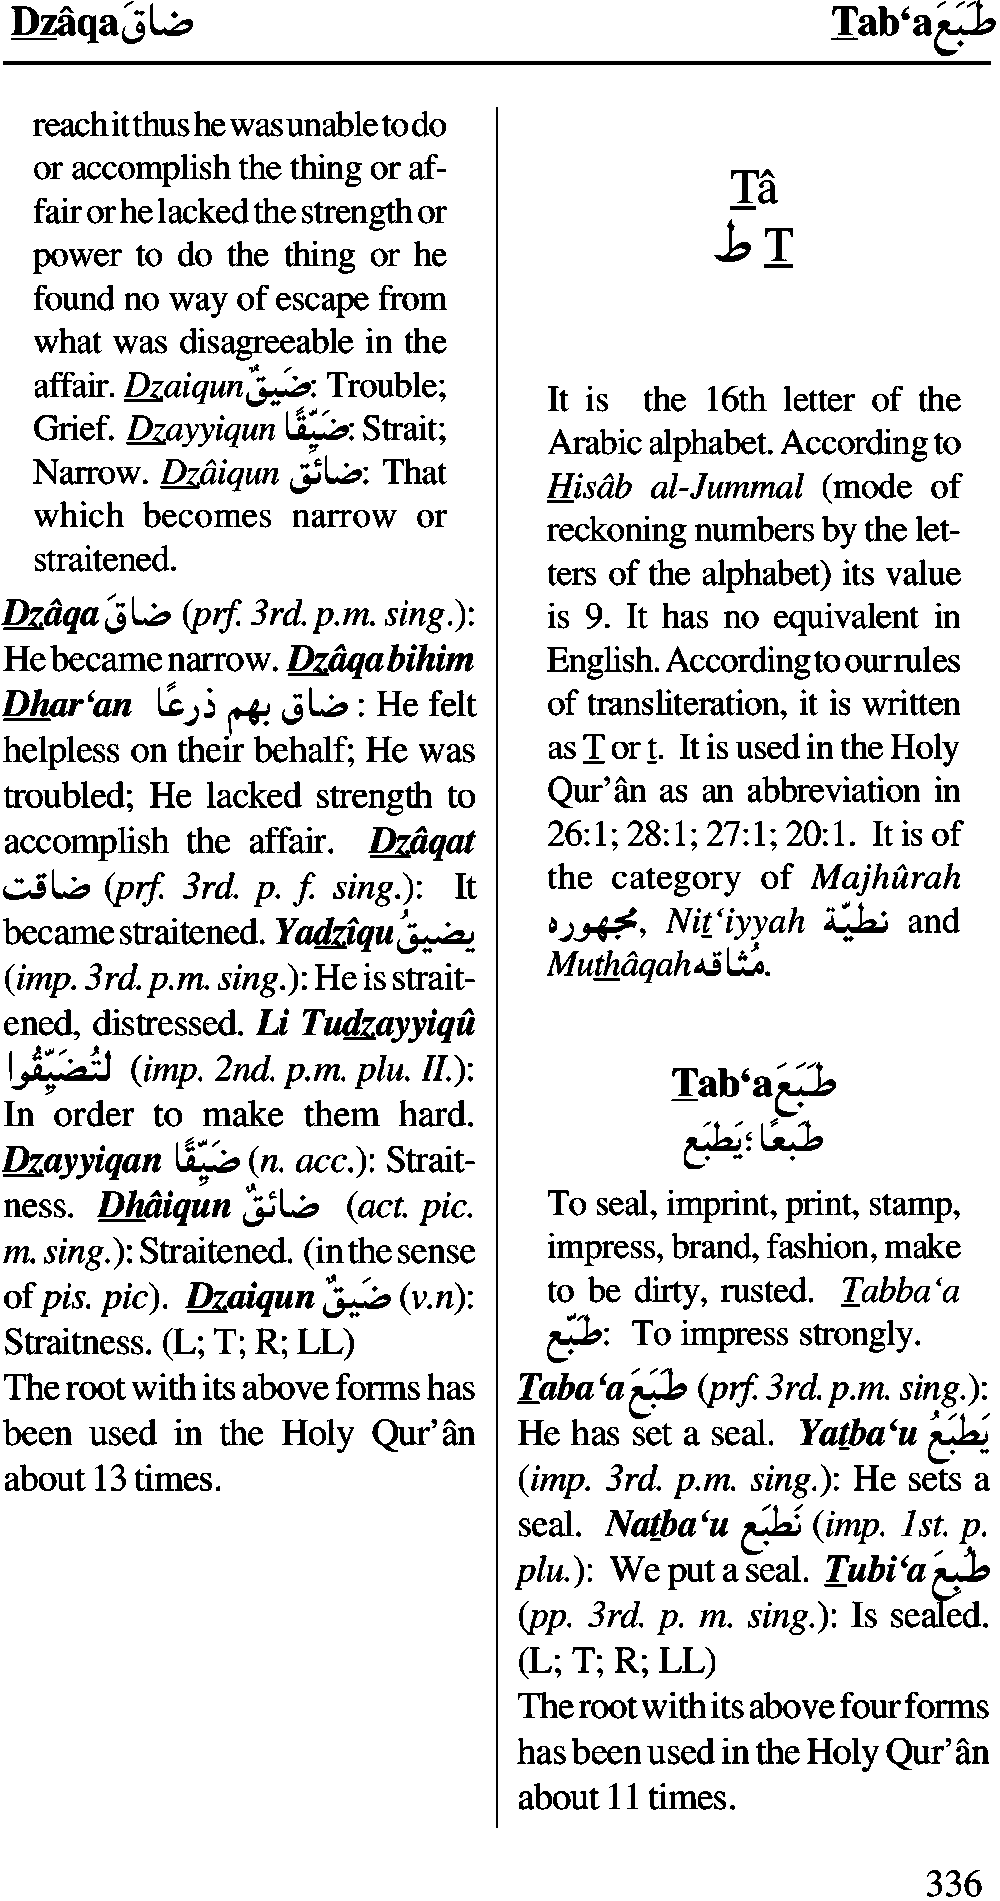 Dzâqa ضاقَ
Tab‘a طَبَعَ
reach it thus he was unable to do
or accomplish the thing or af-
fair or he lacked the strength or
power to do the thing or he
found no way of escape from
what was disagreeable in the
affair. Dzaiqun ضَيقٌ: Trouble;
Grief. Dzayyiqun ضَيِّقًا: Strait;
Narrow. Dzâiqun ضائِق: That
which becomes narrow or
straitened.
Dzâqa ضاقَ (prf. 3rd. p.m. sing.):
He became narrow. Dzâqa bihim
Dhar‘an ضاق بهم ذرعًا : He felt
helpless on their behalf; He was
troubled; He lacked strength to
accomplish the affair. Dzâqat
ضاقت (prf. 3rd. p. f. sing.): It
became straitened. Yadzîqu يضيقُ
(imp. 3rd. p.m. sing.): He is strait-
ened, distressed. Li Tudzayyiqû
لتُضَيِّقُوا (imp. 2nd. p.m. plu. II.):
In order to make them hard.
Dzayyiqan ضَيِّقًا (n. acc.): Strait-
ness. Dhâiqun ضائقٌ (act. pic.
m. sing.): Straitened. (in the sense
of pis. pic). Dzaiqun ضَيقٌ (v.n):
Straitness. (L; T; R; LL)
The root with its above forms has
been used in the Holy Qur’ân
about 13 times.
Tâ
ط T
It is the 16th letter of the
Arabic alphabet. According to
Hisâb al-Jummal (mode of
reckoning numbers by the let-
ters of the alphabet) its value
is 9. It has no equivalent in
English. According to our rules
of transliteration, it is written
as T or t. It is used in the Holy
Qur’ân as an abbreviation in
26:1; 28:1; 27:1; 20:1. It is of
the category of Majhûrah
مجهوره, Nit‘iyyah نطيّة and
Muthâqah مُثاقه.
Tab‘a طَبَعَ
طَبعًا؛ يَطبَع
To seal, imprint, print, stamp,
impress, brand, fashion, make
to be dirty, rusted. Tabba‘a
طَبَّع: To impress strongly.
Taba‘a طَبَعَ (prf. 3rd. p.m. sing.):
He has set a seal. Yatba‘u يَطبَعُ
(imp. 3rd. p.m. sing.): He sets a
seal. Natba‘u نَطبَع (imp. 1st. p.
plu.): We put a seal. Tubi‘a طُبِعَ
(pp. 3rd. p. m. sing.): Is sealed.
(L; T; R; LL)
The root with its above four forms
has been used in the Holy Qur’ân
about 11 times.
336